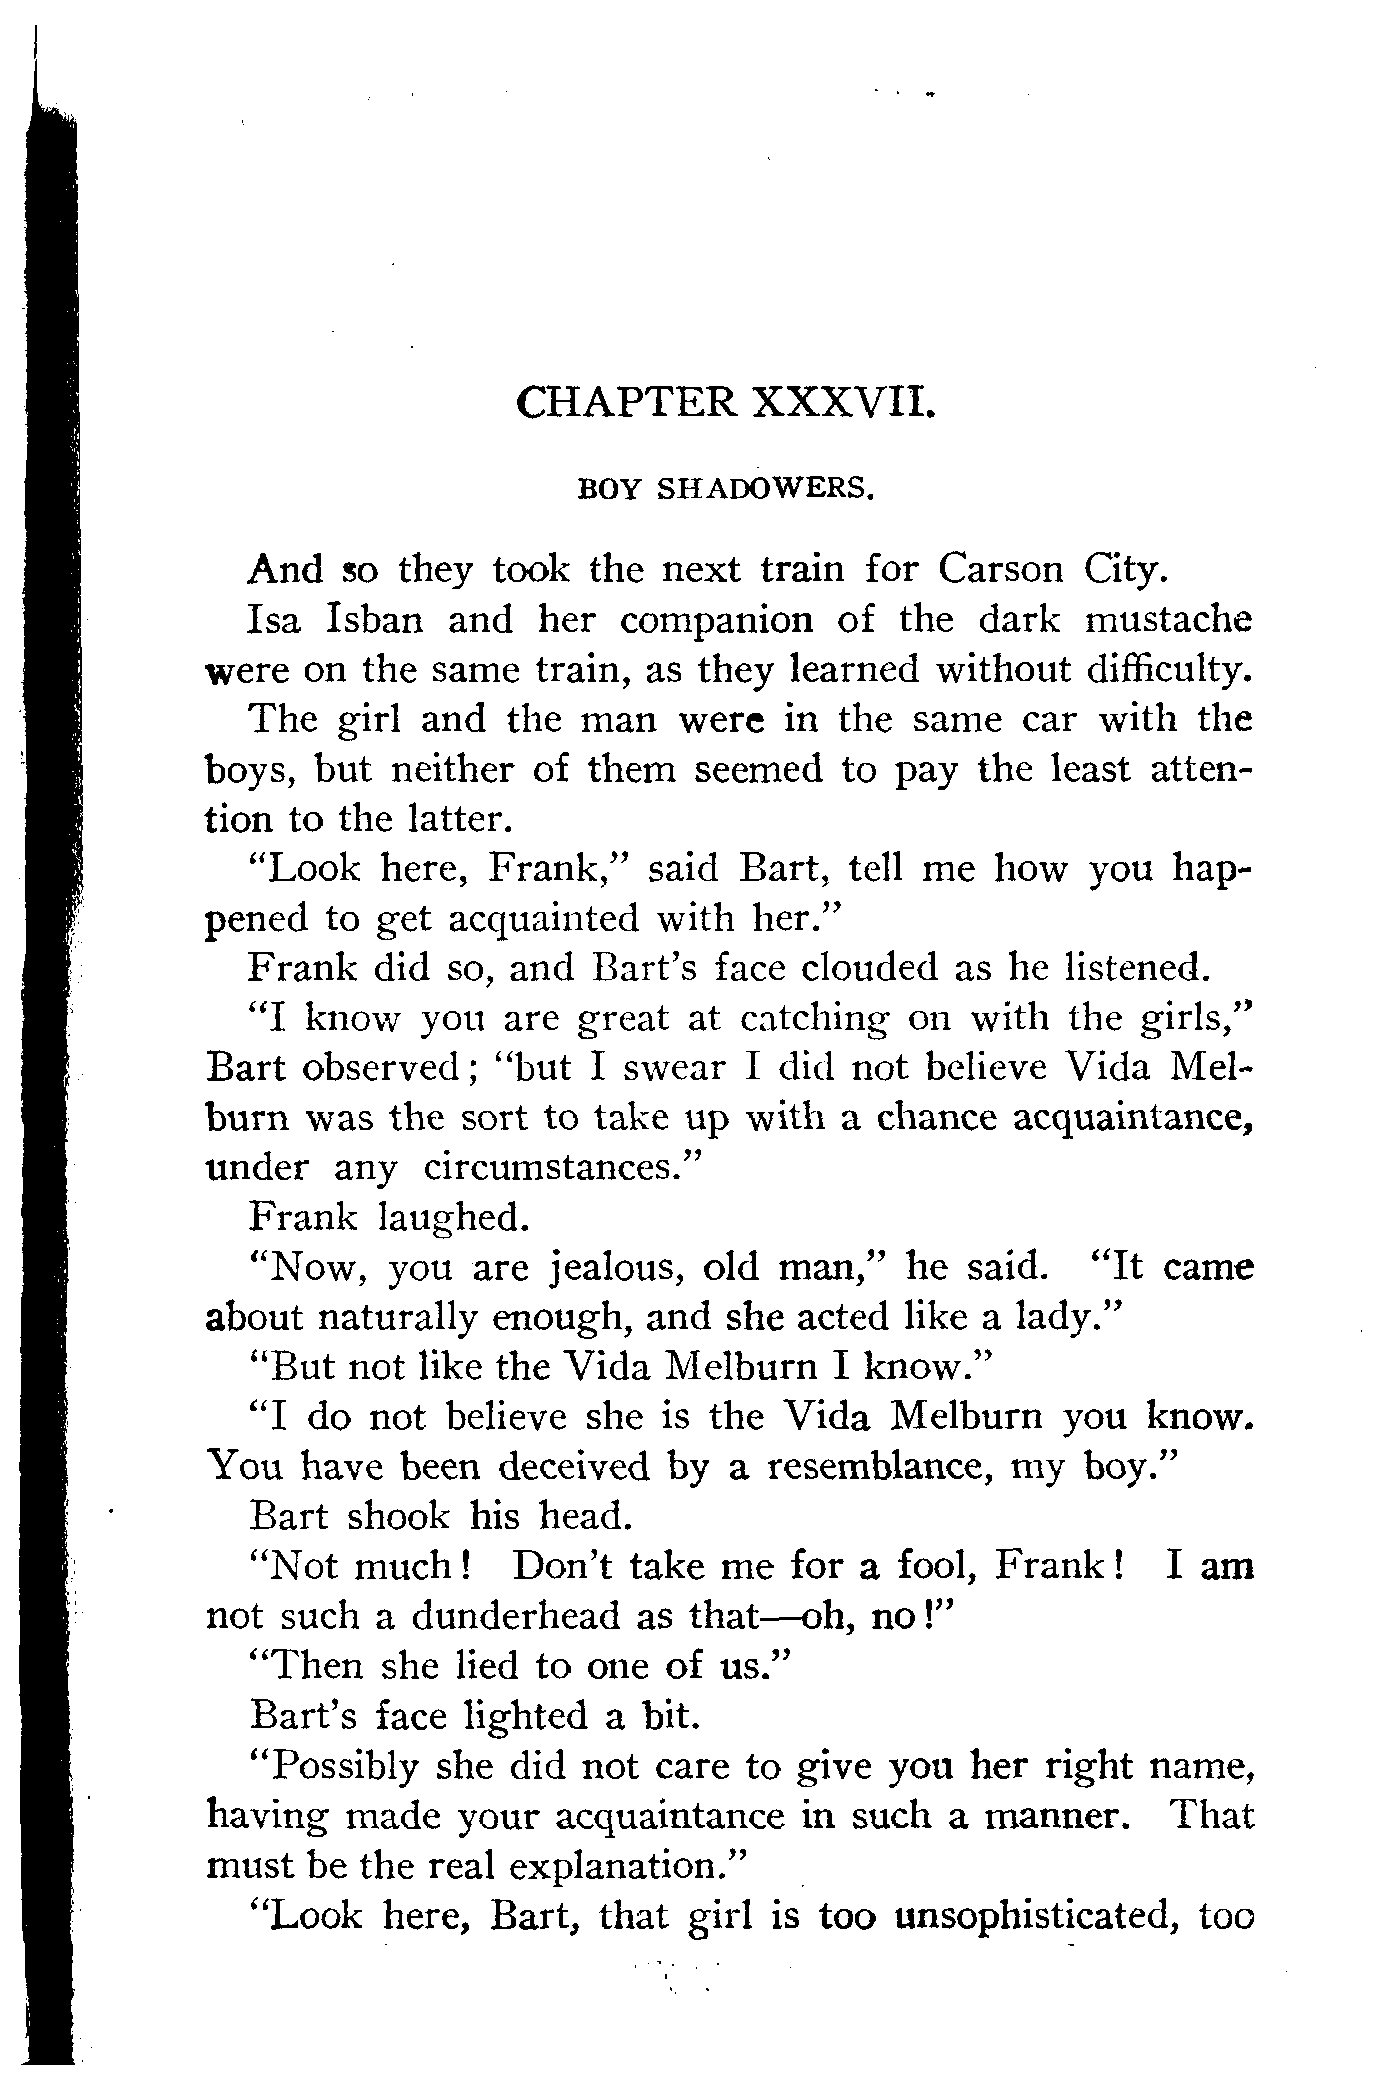 CHAPTER XXXVII.
BOY SHADOWERS.
And so they took the next train for Carson City.
Isa Isban and her companion of the dark mustache
were on the same train, as they learned without difficulty.
The girl and the man were in the same car with the
boys, but neither of them seemed to pay the least atten-
tion to the latter.
“Look here, Frank,” said Bart, tell me how you hap-
pened to get acquainted with her.”
Frank did so, and Bart's face clouded as he listened.
“I know you are great at catching on with the girls,”
Bart observed; “but I swear I did not believe Vida Mel-
burn was the sort to take up with a chance acquaintance,
under any circumstances.”
Frank laughed.
“Now, you are jealous, old man,” he said. “It came
about naturally enough, and she acted like a lady.”
“But not like the Vida Melburn I know.”
“I do not believe she is the Vida Melburn you know.
You have been deceived by a resemblance, my boy.”
Bart shook his head.
“Not much! Don't take me for a fool, Frank! I am
not such a dunderhead as that—oh, no!”
“Then she lied to one of us.”
Bart's face lighted a bit.
“Possibly she did not care to give you her right name,
having made your acquaintance in such a manner. That
must be the real explanation.”
“Look here, Bart, that girl is too unsophisticated, too